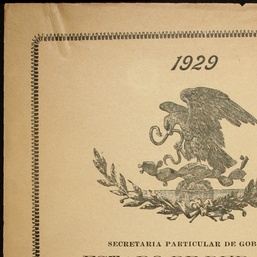 1929
SECRETARIA PARTICULAR DE GOB